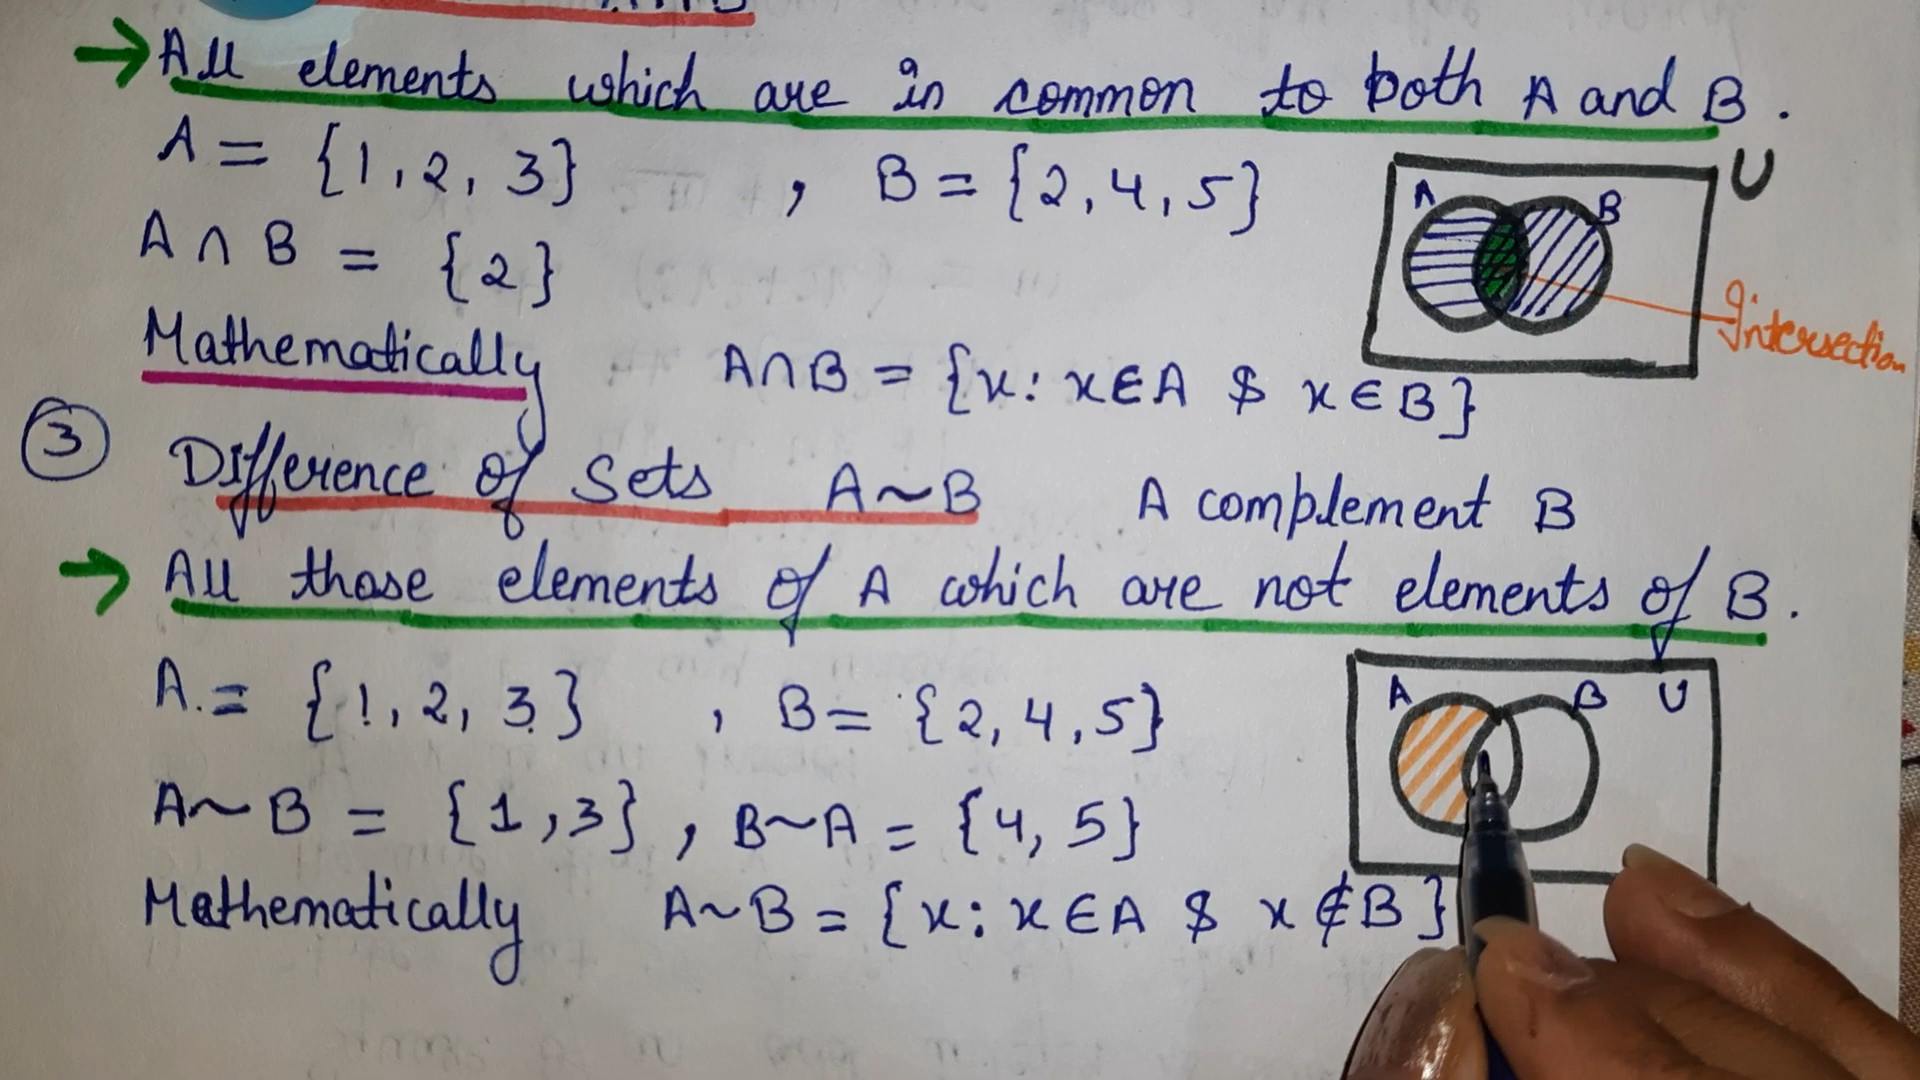 → All elements which are in common to both A and B.
A = {1, 2, 3} , B = {2, 4, 5}
U
A B
A ∩ B = {2}
Intersection
Mathematically A∩B = {x: x∈A $ x∈B}
③ Difference of Sets A~B A complement B
→ All those elements of A which are not elements of B.
A = {1, 2, 3} , B = {2, 4, 5}
A B U
A~B = {1, 3} , B~A = {4, 5}
Mathematically A~B = {x: x∈A $ x∉B}